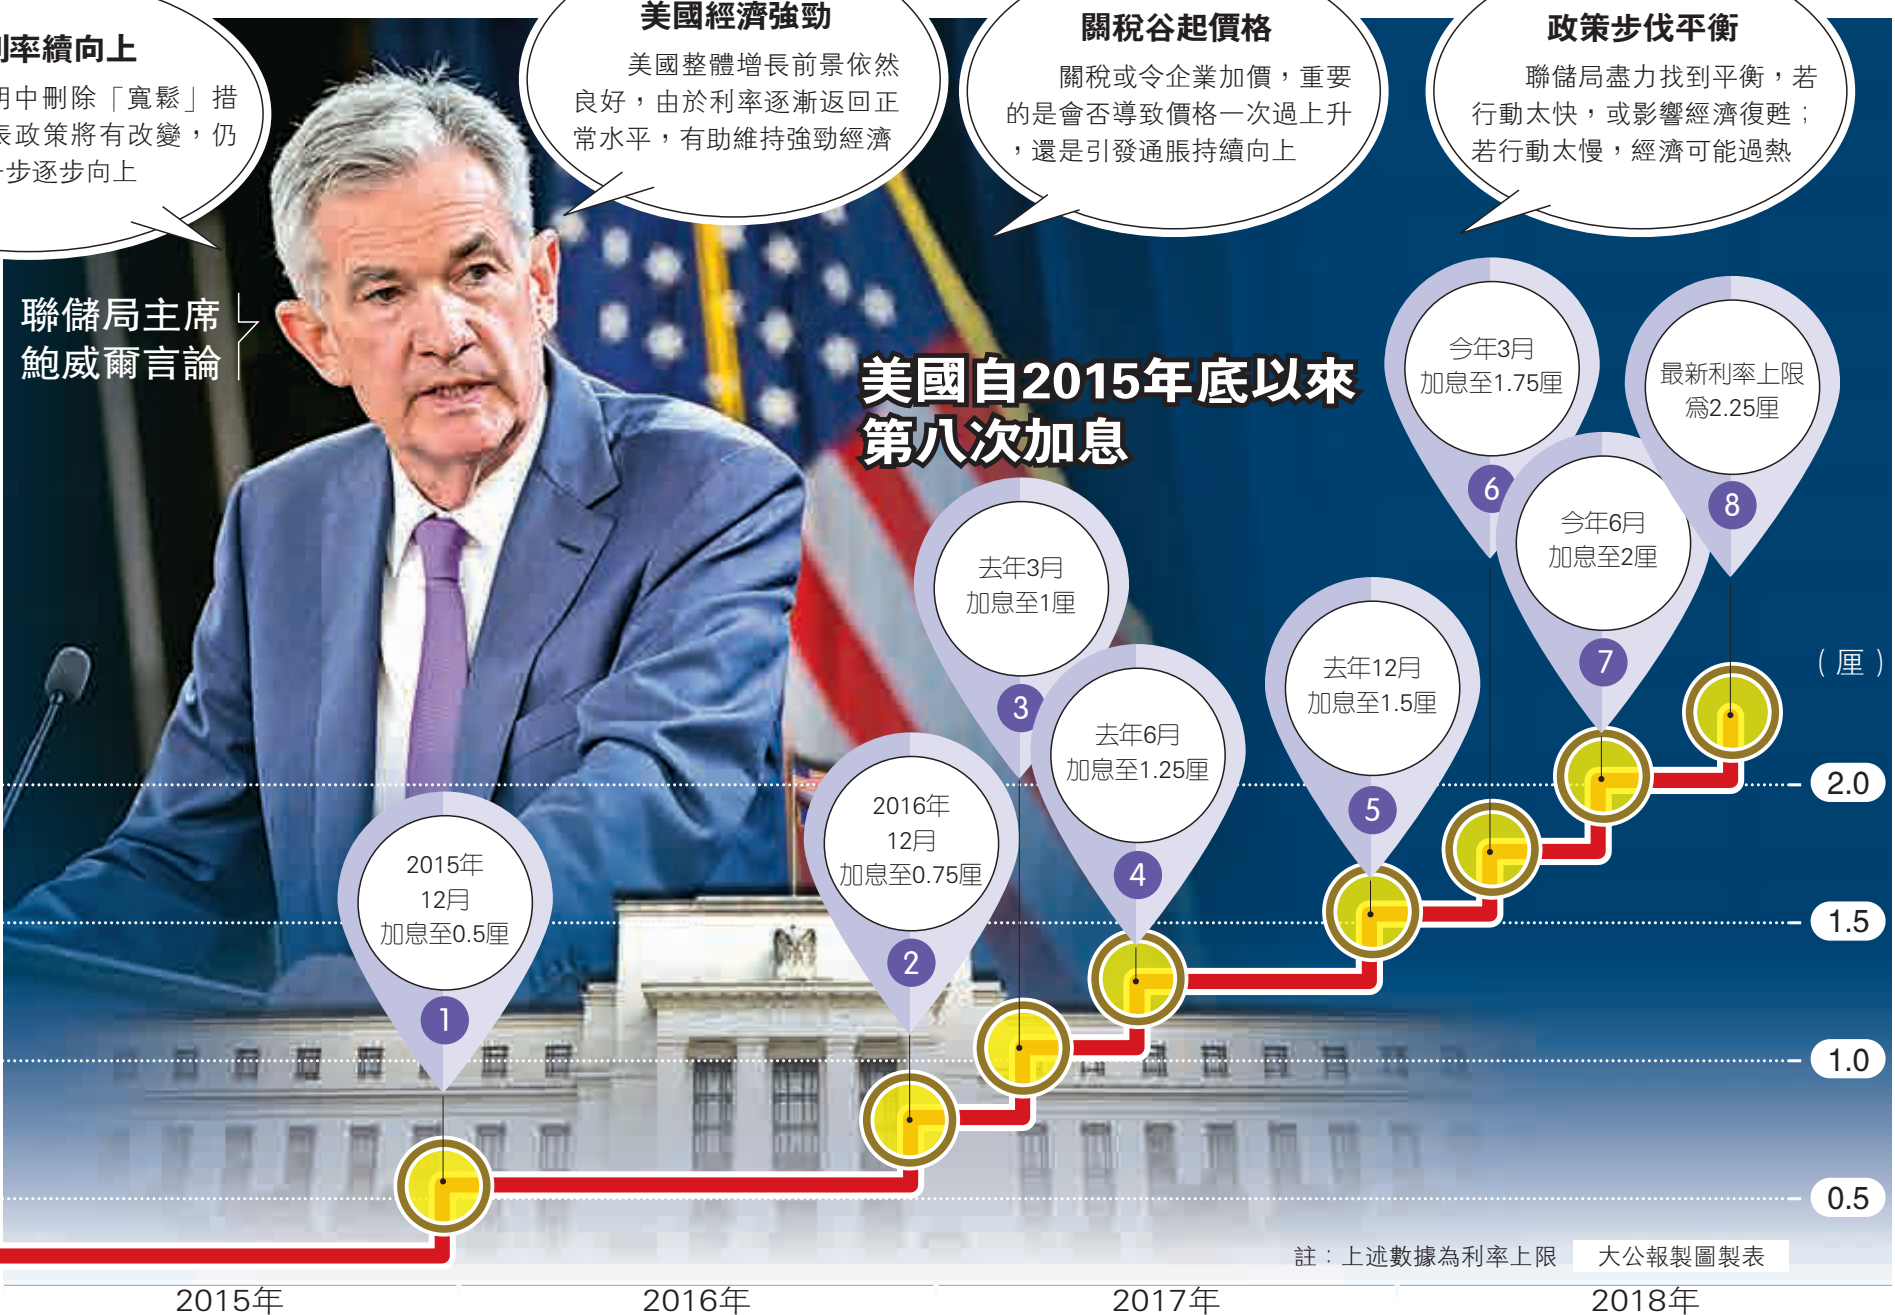 利率續向上
明中刪除「寬鬆」措
表政策將有改變，仍
一步逐步向上
美國經濟強勁
美國整體增長前景依然
良好，由於利率逐漸返回正
常水平，有助維持強勁經濟
關稅谷起價格
關稅或令企業加價，重要
的是會否導致價格一次過上升
，還是引發通脹持續向上
政策步伐平衡
聯儲局盡力找到平衡，若
行動太快，或影響經濟復甦；
若行動太慢，經濟可能過熱
聯儲局主席
鮑威爾言論
美國自2015年底以來
第八次加息
2015年
12月
加息至0.5厘
1
2016年
12月
加息至0.75厘
2
去年3月
加息至1厘
3
去年6月
加息至1.25厘
4
去年12月
加息至1.5厘
5
今年3月
加息至1.75厘
6
今年6月
加息至2厘
7
最新利率上限
為2.25厘
8
（厘）
2.0
1.5
1.0
0.5
註：上述數據為利率上限
大公報製圖製表
2015年
2016年
2017年
2018年